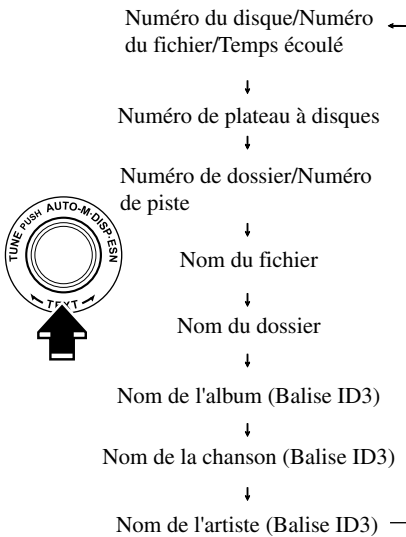 Numéro du disque/Numéro
du fichier/Temps écoulé
Numéro de plateau à disques
Numéro de dossier/Numéro
de piste
TUNE PUSH AUTO-M·DISP·ESN
TEXT
Nom du fichier
Nom du dossier
Nom de l'album (Balise ID3)
Nom de la chanson (Balise ID3)
Nom de l'artiste (Balise ID3)